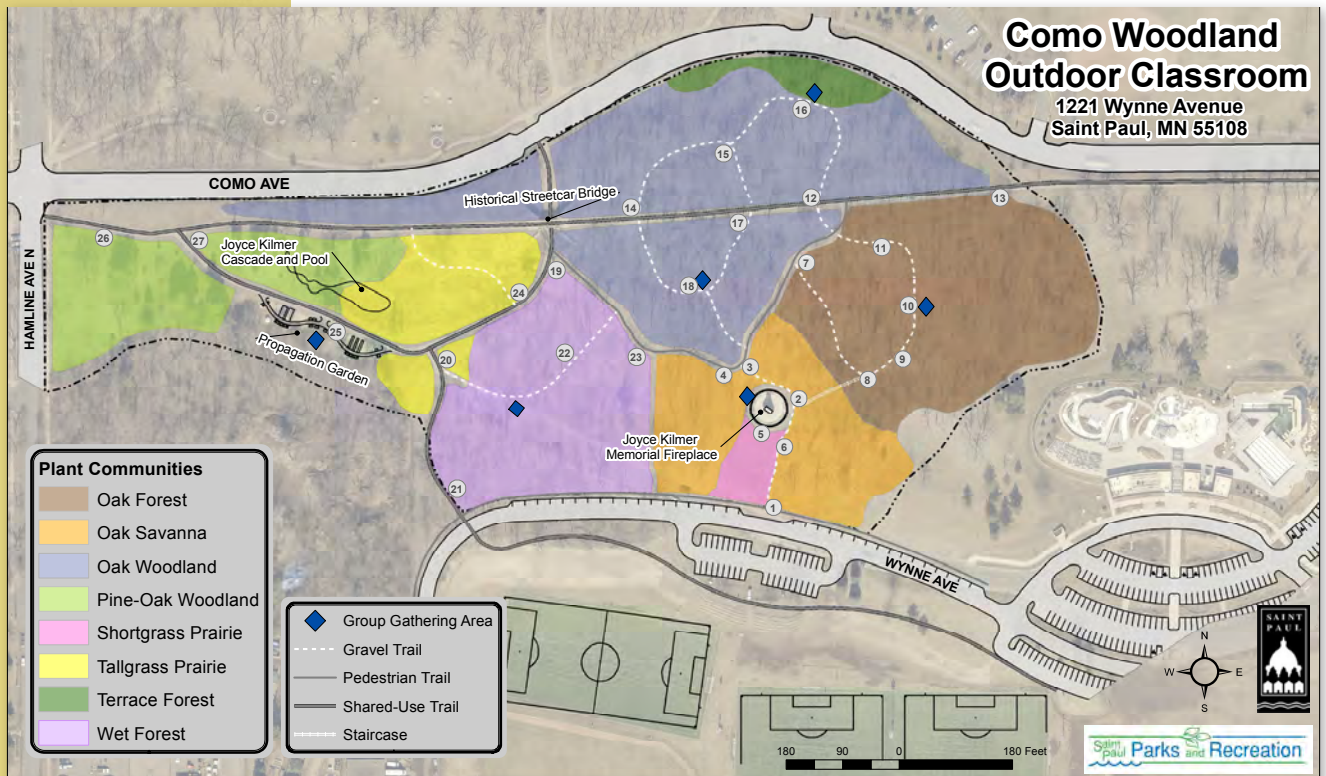 Como Woodland
Outdoor Classroom
1221 Wynne Avenue
Saint Paul, MN 55108
16
15
COMO AVE
Historical Streetcar Bridge
14
12
13
17
26
27
Joyce Kilmer
Cascade and Pool
11
7
19
18
24
10
HAMLINE AVE N
25
Propagation Garden
20
22
23
9
4
3
8
2
Joyce Kilmer
Memorial Fireplace
5
6
21
1
WYNNE AVE
Plant Communities
Oak Forest
Oak Savanna
Oak Woodland
Pine-Oak Woodland
Shortgrass Prairie
Tallgrass Prairie
Terrace Forest
Wet Forest
Group Gathering Area
Gravel Trail
Pedestrian Trail
Shared-Use Trail
Staircase
N
W
E
S
SAINT
PAUL
180 90 0 180 Feet
Saint Paul Parks and Recreation